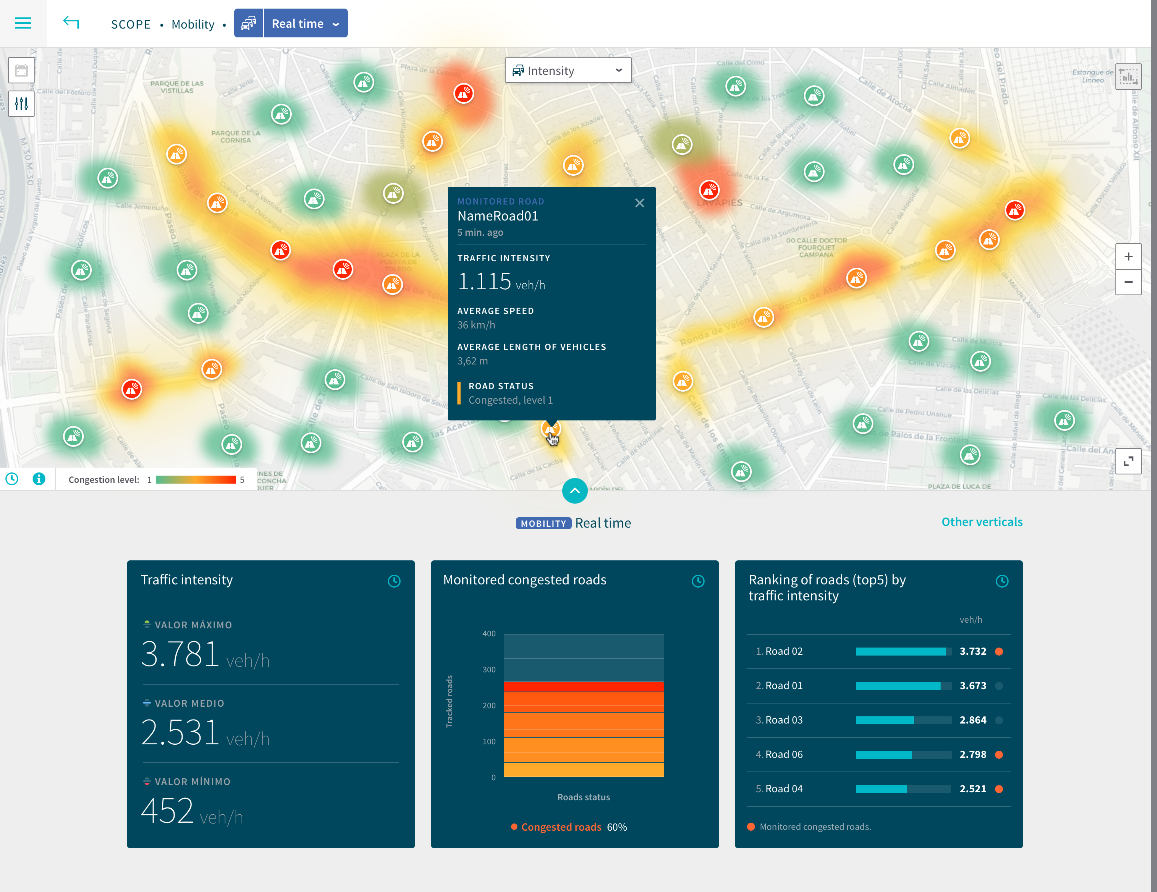 SCOPE • Mobility • Real time
Intensity
PARQUE DE LAS
VISTILLAS
PARQUE DE LA
CORNISA
Calle de Atocha
LAVAPIÉS
GO CALLE DOCTOR
FOURQUET
CAMPANA
MONITORED ROAD
NameRoad01
5 min. ago
TRAFFIC INTENSITY
1.115 veh/h
AVERAGE SPEED
36 km/h
AVERAGE LENGTH OF VEHICLES
3,62 m
ROAD STATUS
Congested, level 1
Calle de Pedro Unanue
PLAZA DE LUCA DE
Congestion level: 1 5
MOBILITY Real time
Other verticals
Traffic intensity
VALOR MÁXIMO
3.781 veh/h
VALOR MEDIO
2.531 veh/h
VALOR MÍNIMO
452 veh/h
Monitored congested roads
400
300
200
100
0
Tracked roads
Roads status
Congested roads 60%
Ranking of roads (top5) by
traffic intensity
veh/h
1. Road 02 3.732
2. Road 01 3.673
3. Road 03 2.864
4. Road 06 2.798
5. Road 04 2.521
Monitored congested roads.